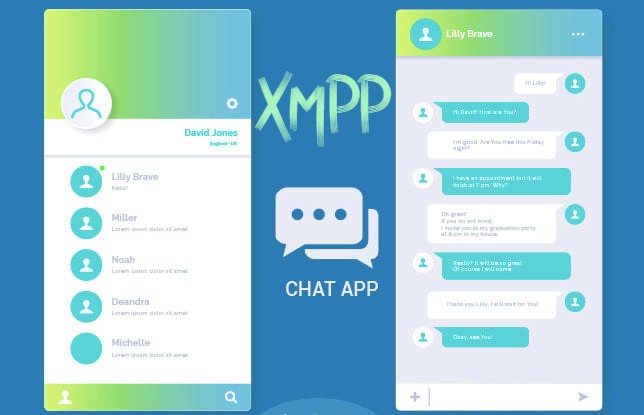 David Jones
England - UK
Lilly Brave
Hello!
Miller
Lorem ipsum dolor sit amet
Noah
Lorem ipsum dolor sit amet
Deandra
Lorem ipsum dolor sit amet
Michelle
Lorem ipsum dolor sit amet
XMPP
CHAT APP
Lilly Brave
Hi Lilly!
Hi David! How are You?
I'm good. Are You free this Friday
night?
I have an appointment but it will
finish at 7 pm. Why?
Oh great!
If you do not mind,
I invite you at my graduation party
at 8 pm in my house.
Really? It will be so great.
Of course I will come.
Thank you Lilly, I will wait for You!
Okay, see You!